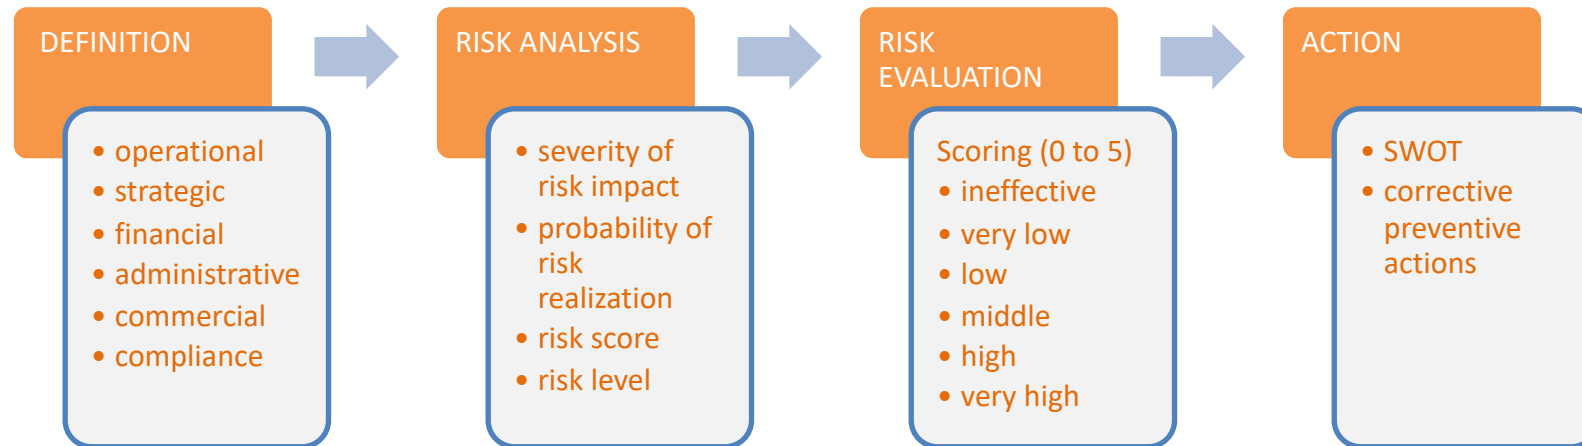 DEFINITION
• operational
• strategic
• financial
• administrative
• commercial
• compliance
RISK ANALYSIS
• severity of
risk impact
• probability of
risk
realization
• risk score
• risk level
RISK
EVALUATION
Scoring (0 to 5)
• ineffective
• very low
• low
• middle
• high
• very high
ACTION
• SWOT
• corrective
preventive
actions